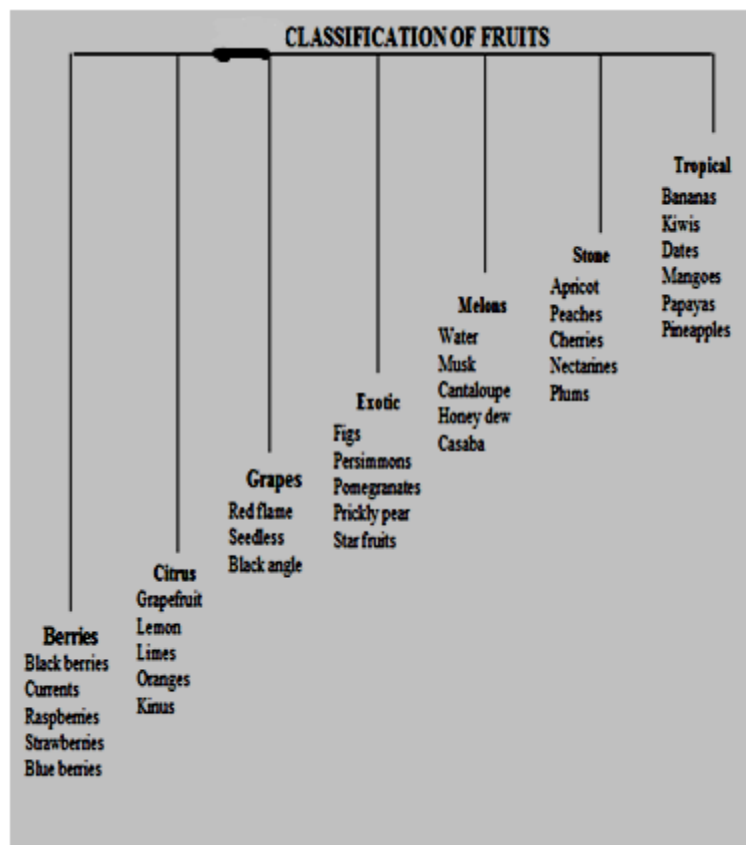 CLASSIFICATION OF FRUITS
Berries
Black berries
Currents
Raspberries
Strawberries
Blue berries
Citrus
Grapefruit
Lemon
Limes
Oranges
Kinus
Grapes
Red flame
Seedless
Black angle
Exotic
Figs
Persimmons
Pomegranates
Prickly pear
Star fruits
Melons
Water
Musk
Cantaloupe
Honey dew
Casaba
Stone
Apricot
Peaches
Cherries
Nectarines
Plums
Tropical
Bananas
Kiwis
Dates
Mangoes
Papayas
Pineapples